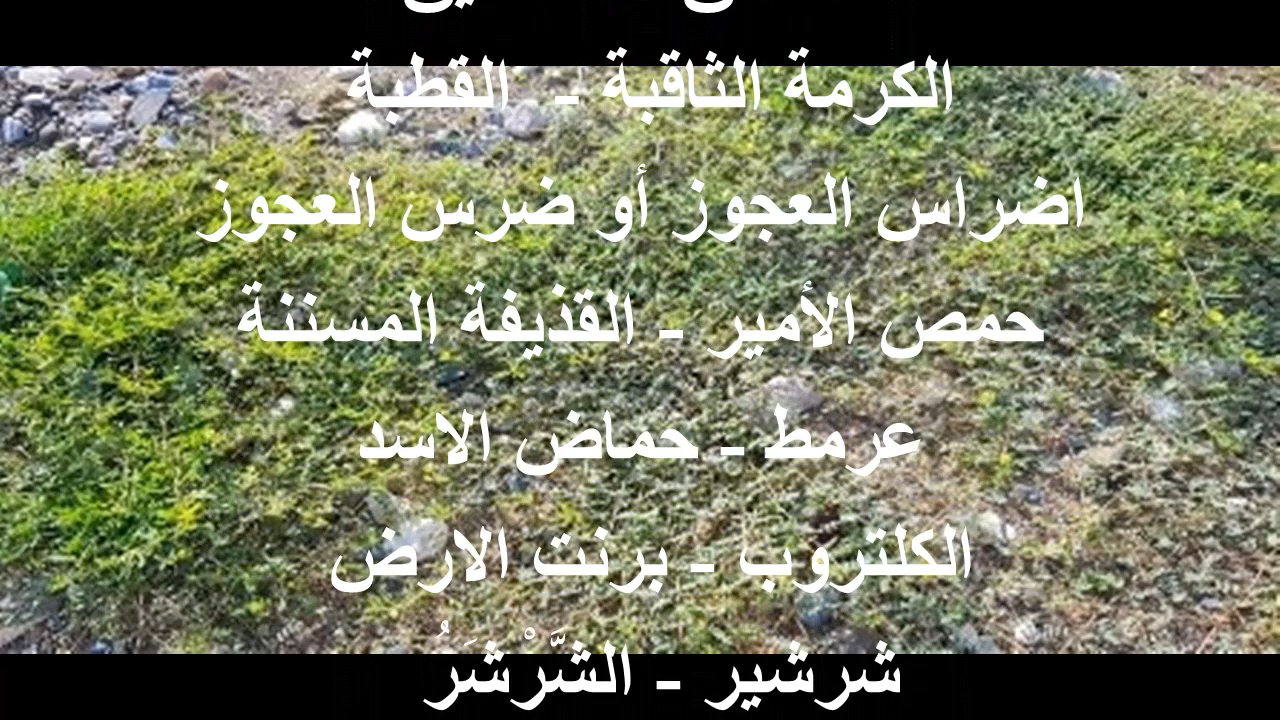 الكرمة الثاقبة - القطبة
اضراس العجوز أو ضرس العجوز
حمص الأمير - القذيفة المسننة
عرمط - حماض الاسد
الكلتروب - برنت الارض
شرشير - الشَّرْشَرُ